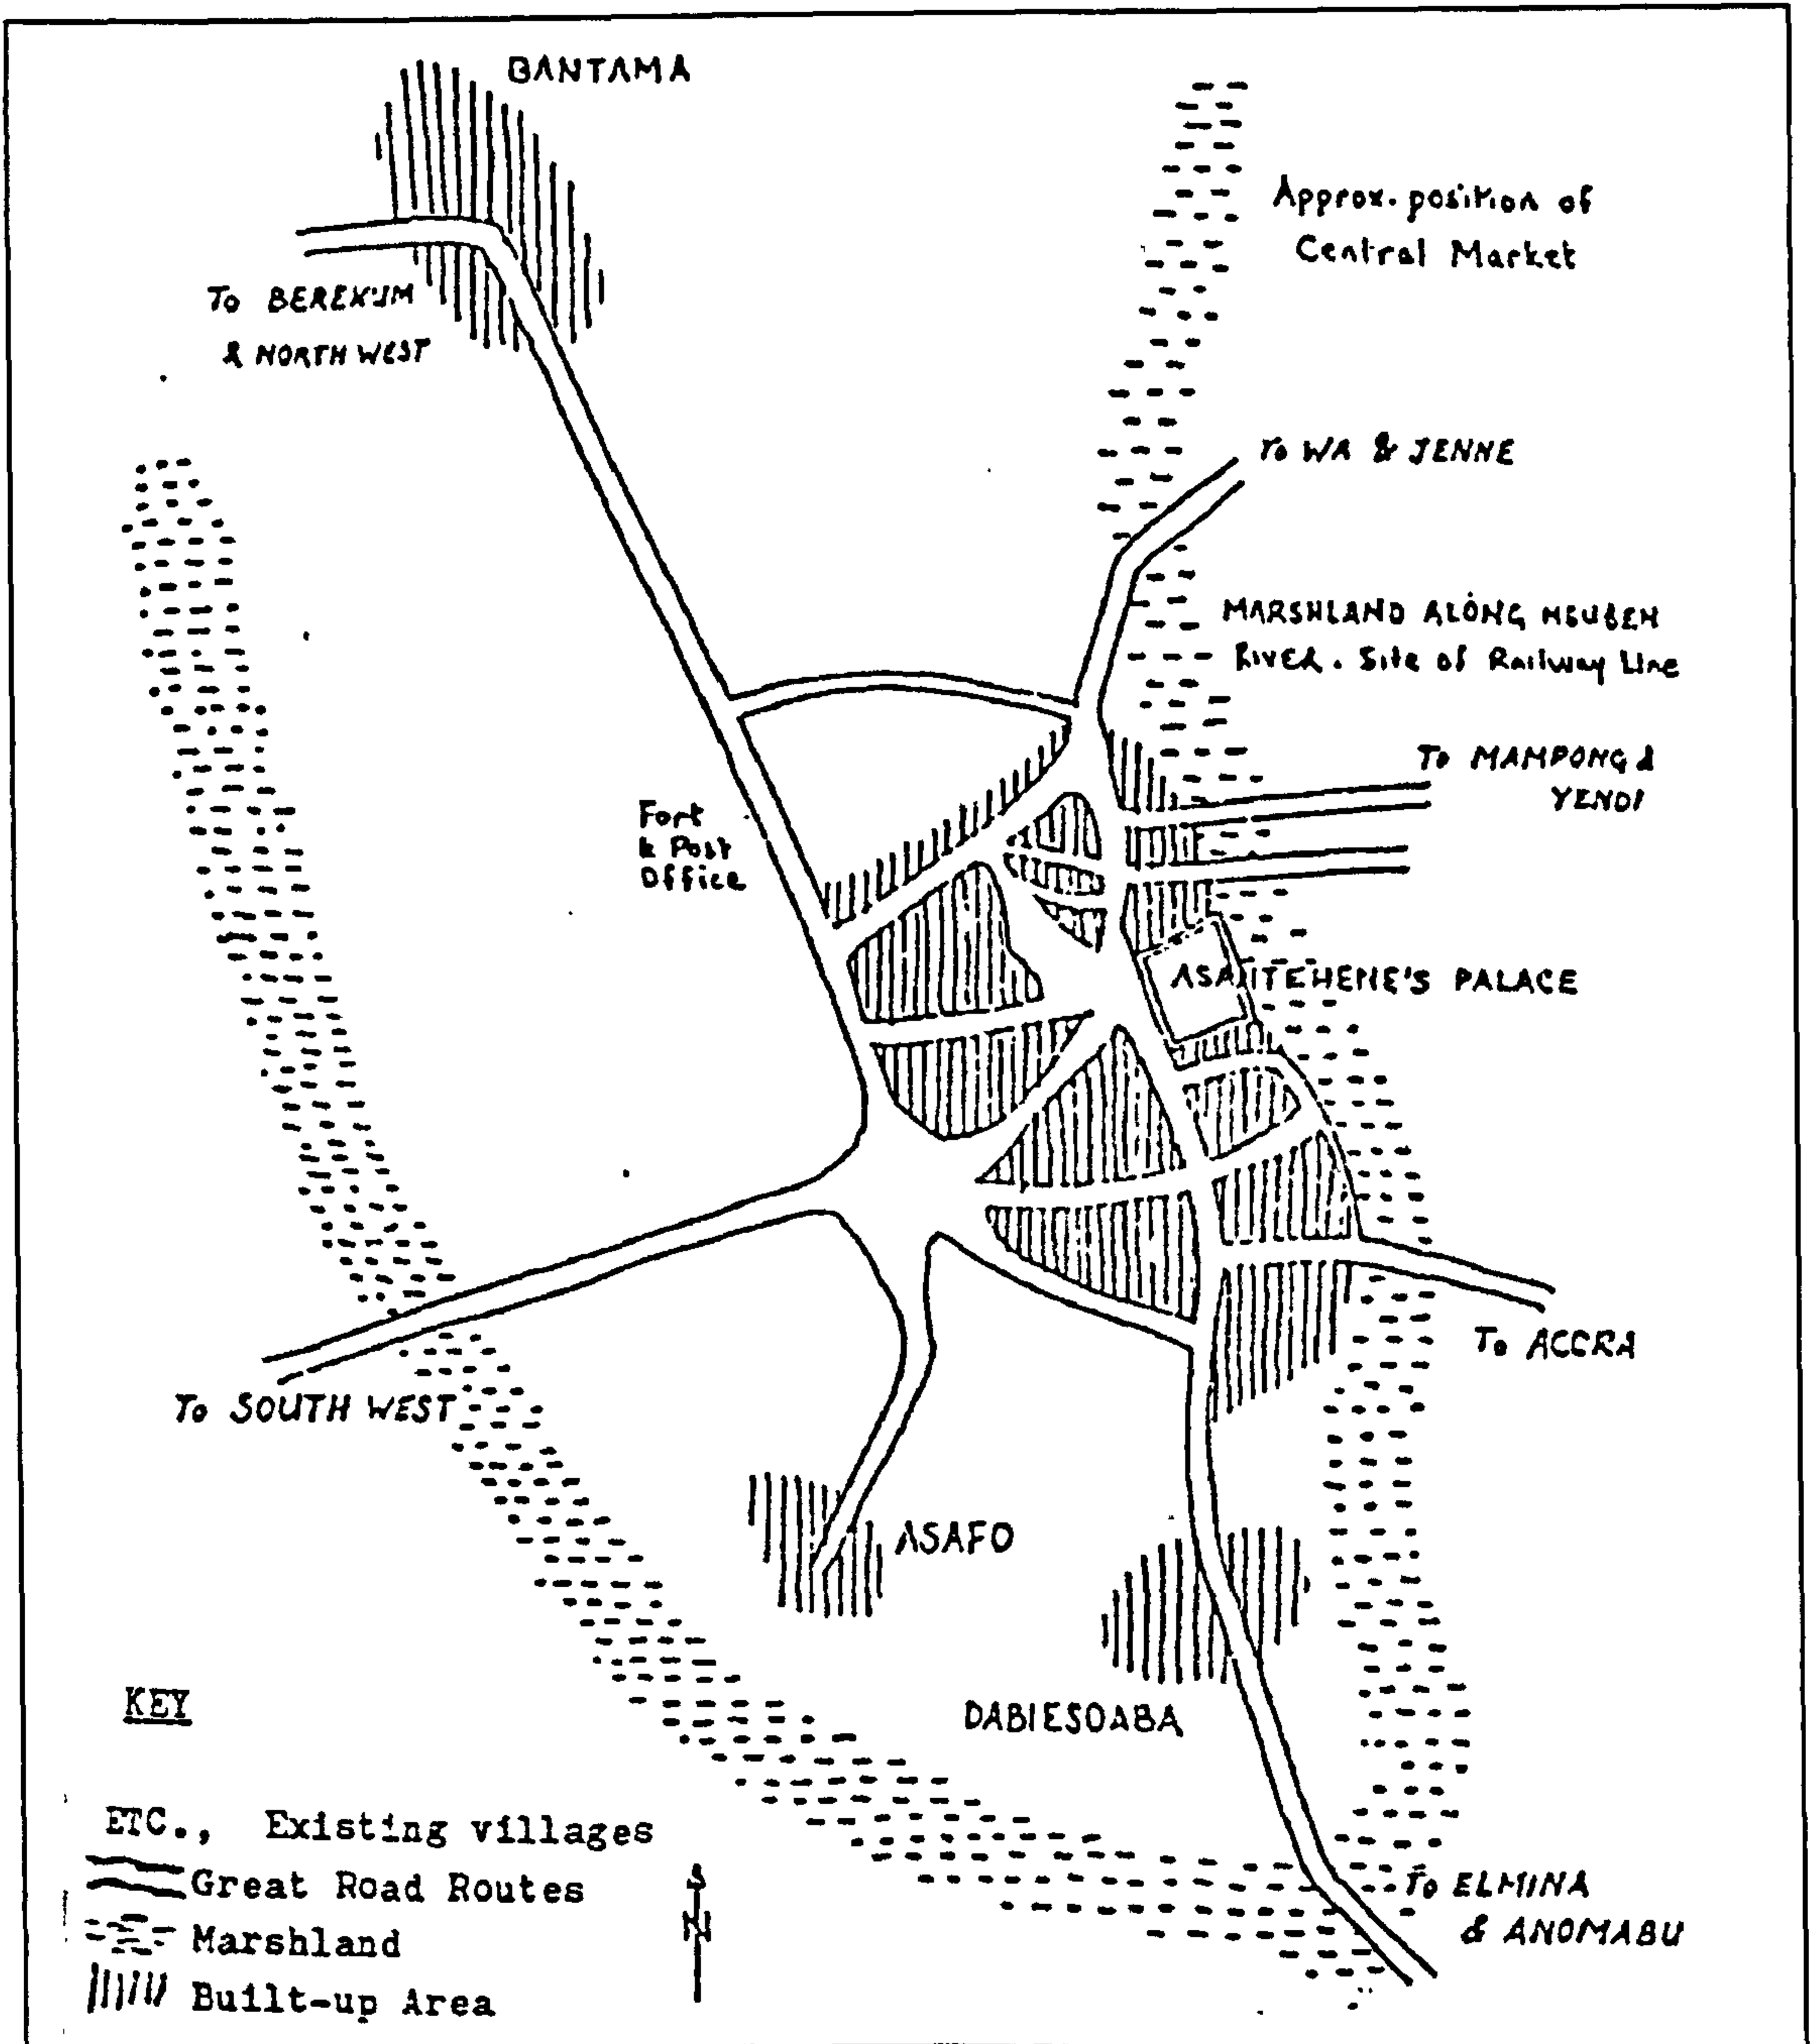 BANTAMA
Approx. position of
Central Market
To BEREKUM
& NORTH WEST
To WA & JENNE
MARSHLAND ALONG NSUBEN
RIVER. Site of Railway Line
To MAMPONG &
YENDI
Fort
& Post
Office
ASANTEHENE'S PALACE
To ACCRA
To SOUTH WEST
ASAFO
DABIESOABA
KEY
ETC., Existing villages
Great Road Routes
Marshland
Built-up Area
N
To ELMINA
& ANOMABU